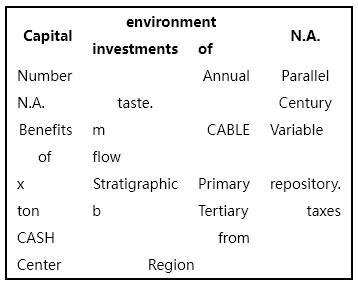 environment
Capital N.A.
investments of
Number Annual Parallel
N.A. taste. Century
Benefits m CABLE Variable
of flow
x Stratigraphic Primary repository.
ton b Tertiary taxes
CASH from
Center Region